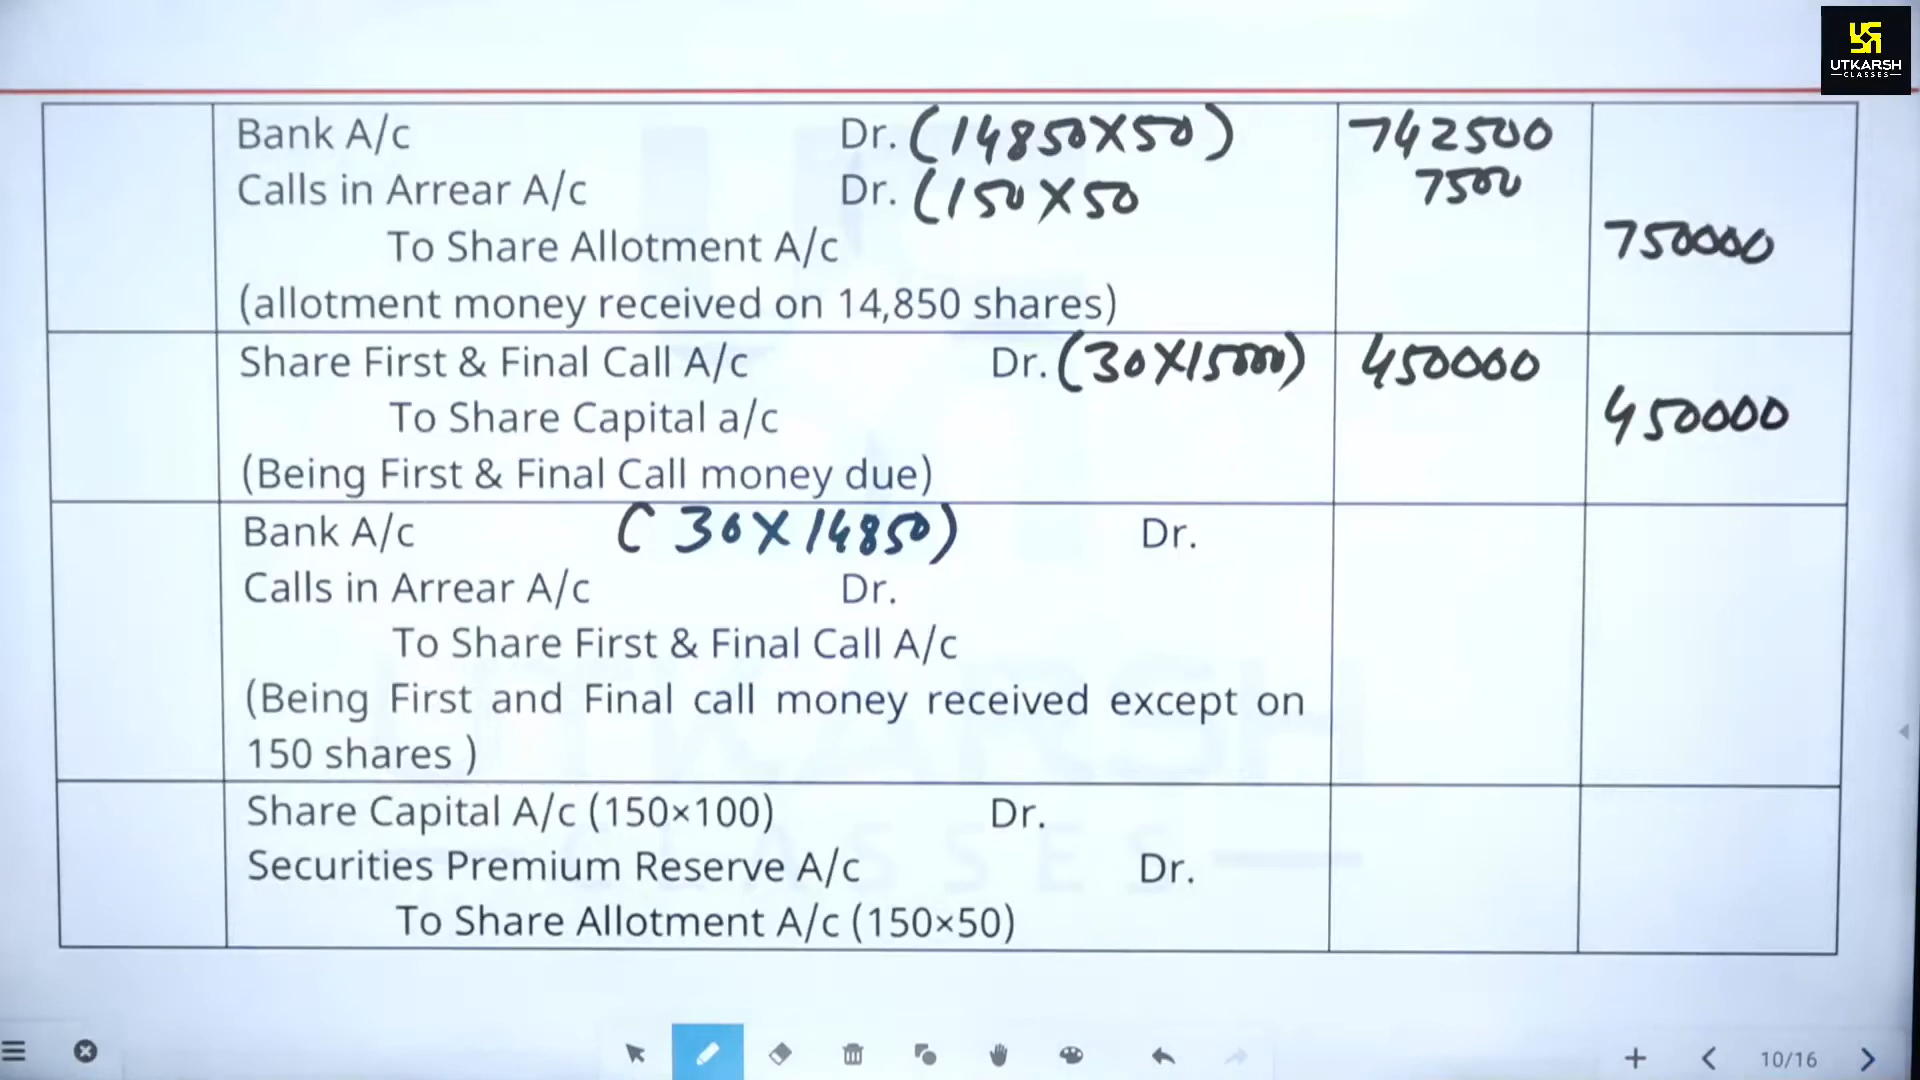 UTKARSH
CLASSES
Bank A/c Dr. (14850X50) 742500
Calls in Arrear A/c Dr. (150X50 7500
To Share Allotment A/c 750000
(allotment money received on 14,850 shares)
Share First & Final Call A/c Dr. (30X15000) 450000
To Share Capital a/c 450000
(Being First & Final Call money due)
Bank A/c (30X14850) Dr.
Calls in Arrear A/c Dr.
To Share First & Final Call A/c
(Being First and Final call money received except on
150 shares )
Share Capital A/c (150×100) Dr.
Securities Premium Reserve A/c Dr.
To Share Allotment A/c (150×50)
UTKARSH
CLASSES
10/16